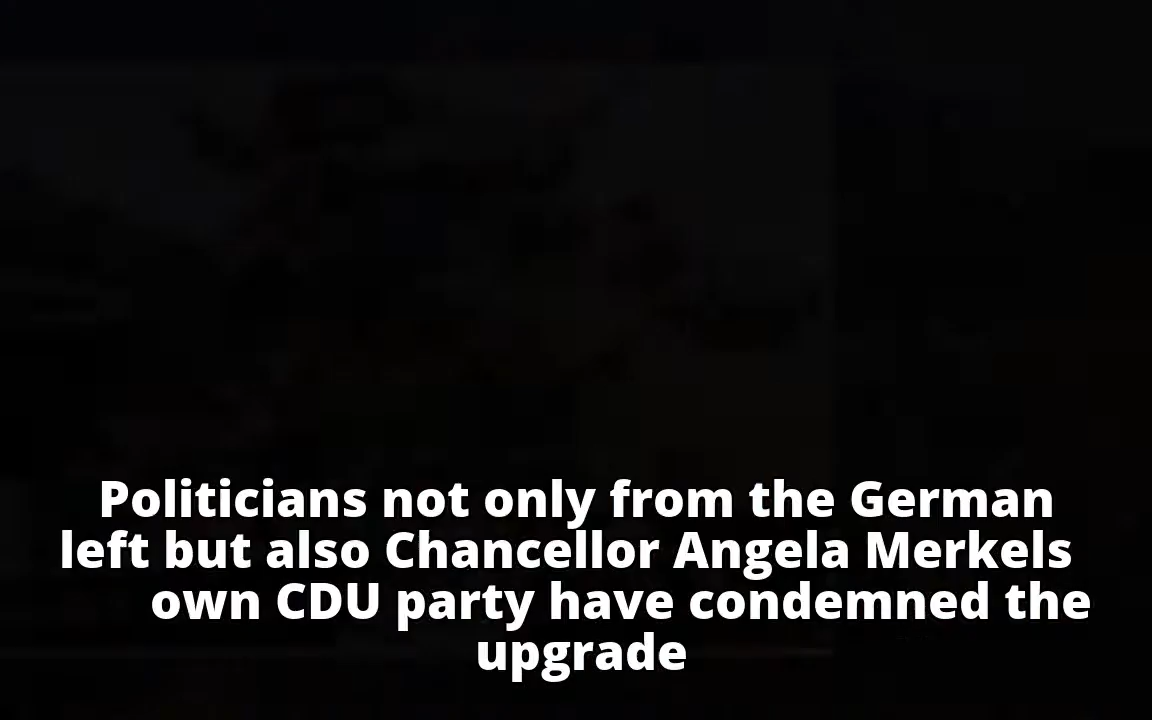 Politicians not only from the German
left but also Chancellor Angela Merkels
own CDU party have condemned the
upgrade